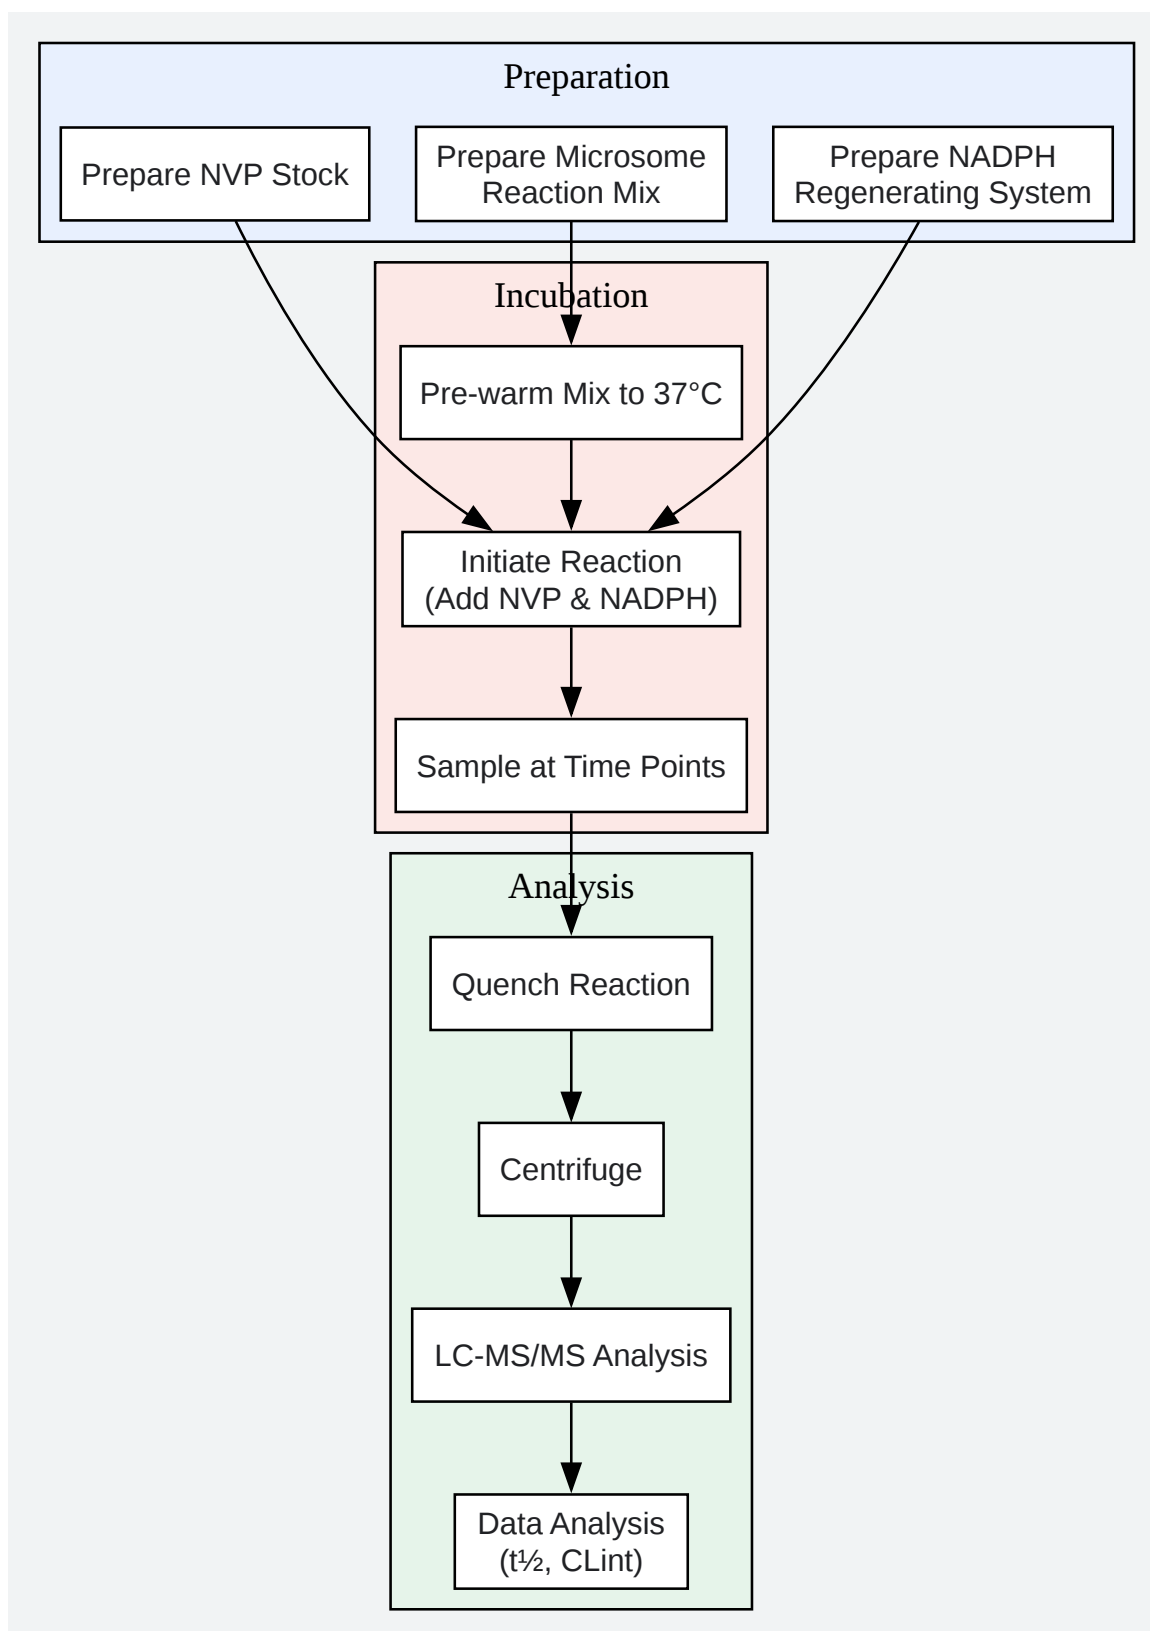 Preparation
Prepare NVP Stock
Prepare Microsome
Reaction Mix
Prepare NADPH
Regenerating System
Incubation
Pre-warm Mix to 37°C
Initiate Reaction
(Add NVP & NADPH)
Sample at Time Points
Analysis
Quench Reaction
Centrifuge
LC-MS/MS Analysis
Data Analysis
(t½, CLint)